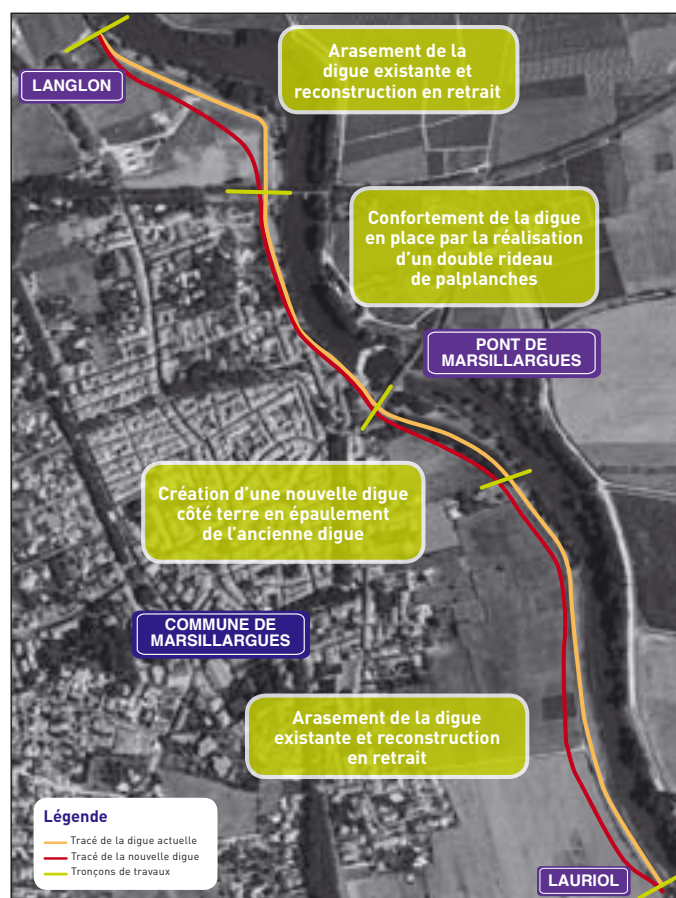 Arasement de la
digue existante et
reconstruction en retrait
LANGLON
Confortement de la digue
en place par la réalisation
d'un double rideau
de palplanches
PONT DE
MARSILLARGUES
Création d'une nouvelle digue
côté terre en épaulement
de l'ancienne digue
COMMUNE DE
MARSILLARGUES
Arasement de la digue
existante et reconstruction
en retrait
Légende
Tracé de la digue actuelle
Tracé de la nouvelle digue
Tronçons de travaux
LAURIOL